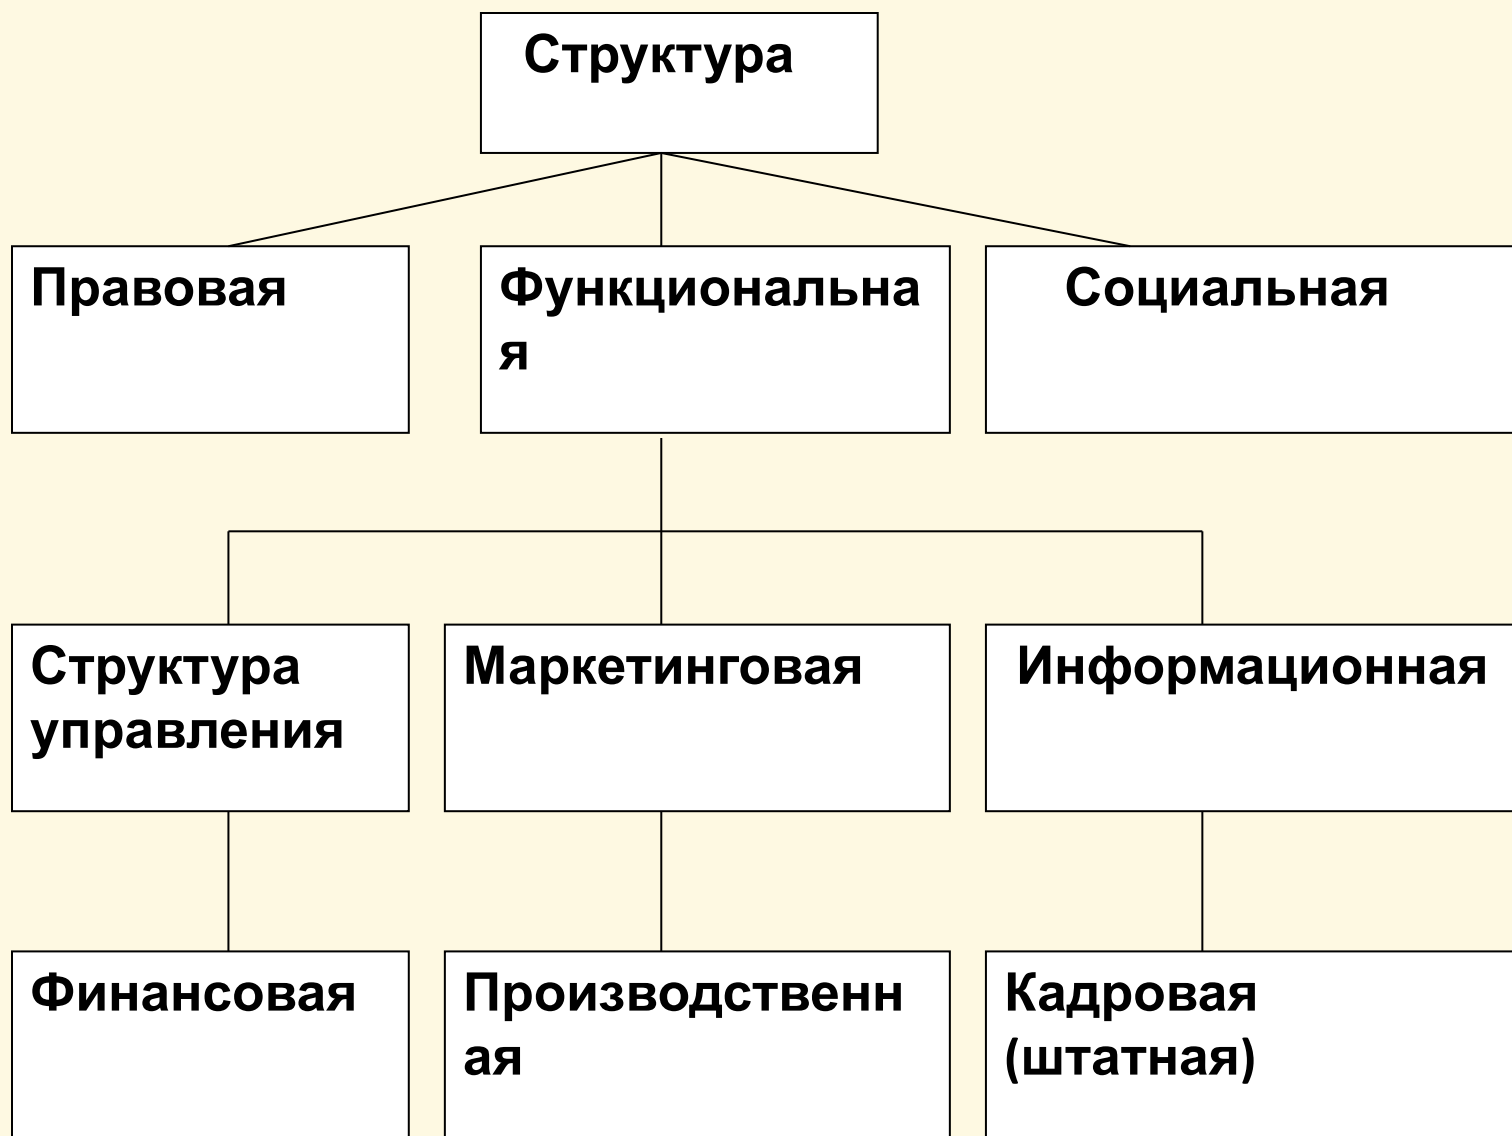 Структура
Правовая
Функциональна
я
Социальная
Структура
управления
Маркетинговая
Информационная
Финансовая
Производственн
ая
Кадровая
(штатная)